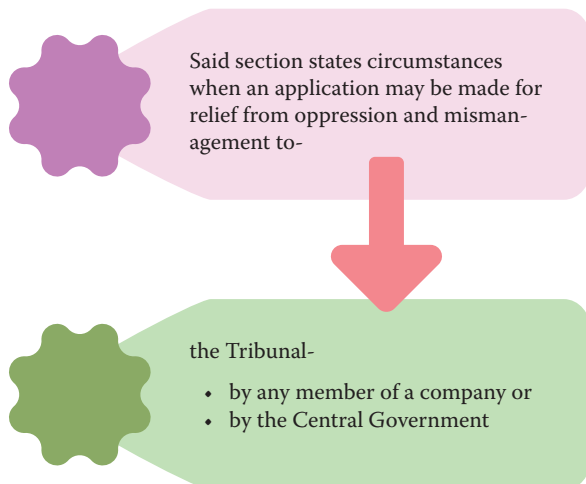 Said section states circumstances
when an application may be made for
relief from oppression and misman-
agement to-
the Tribunal-
• by any member of a company or
• by the Central Government